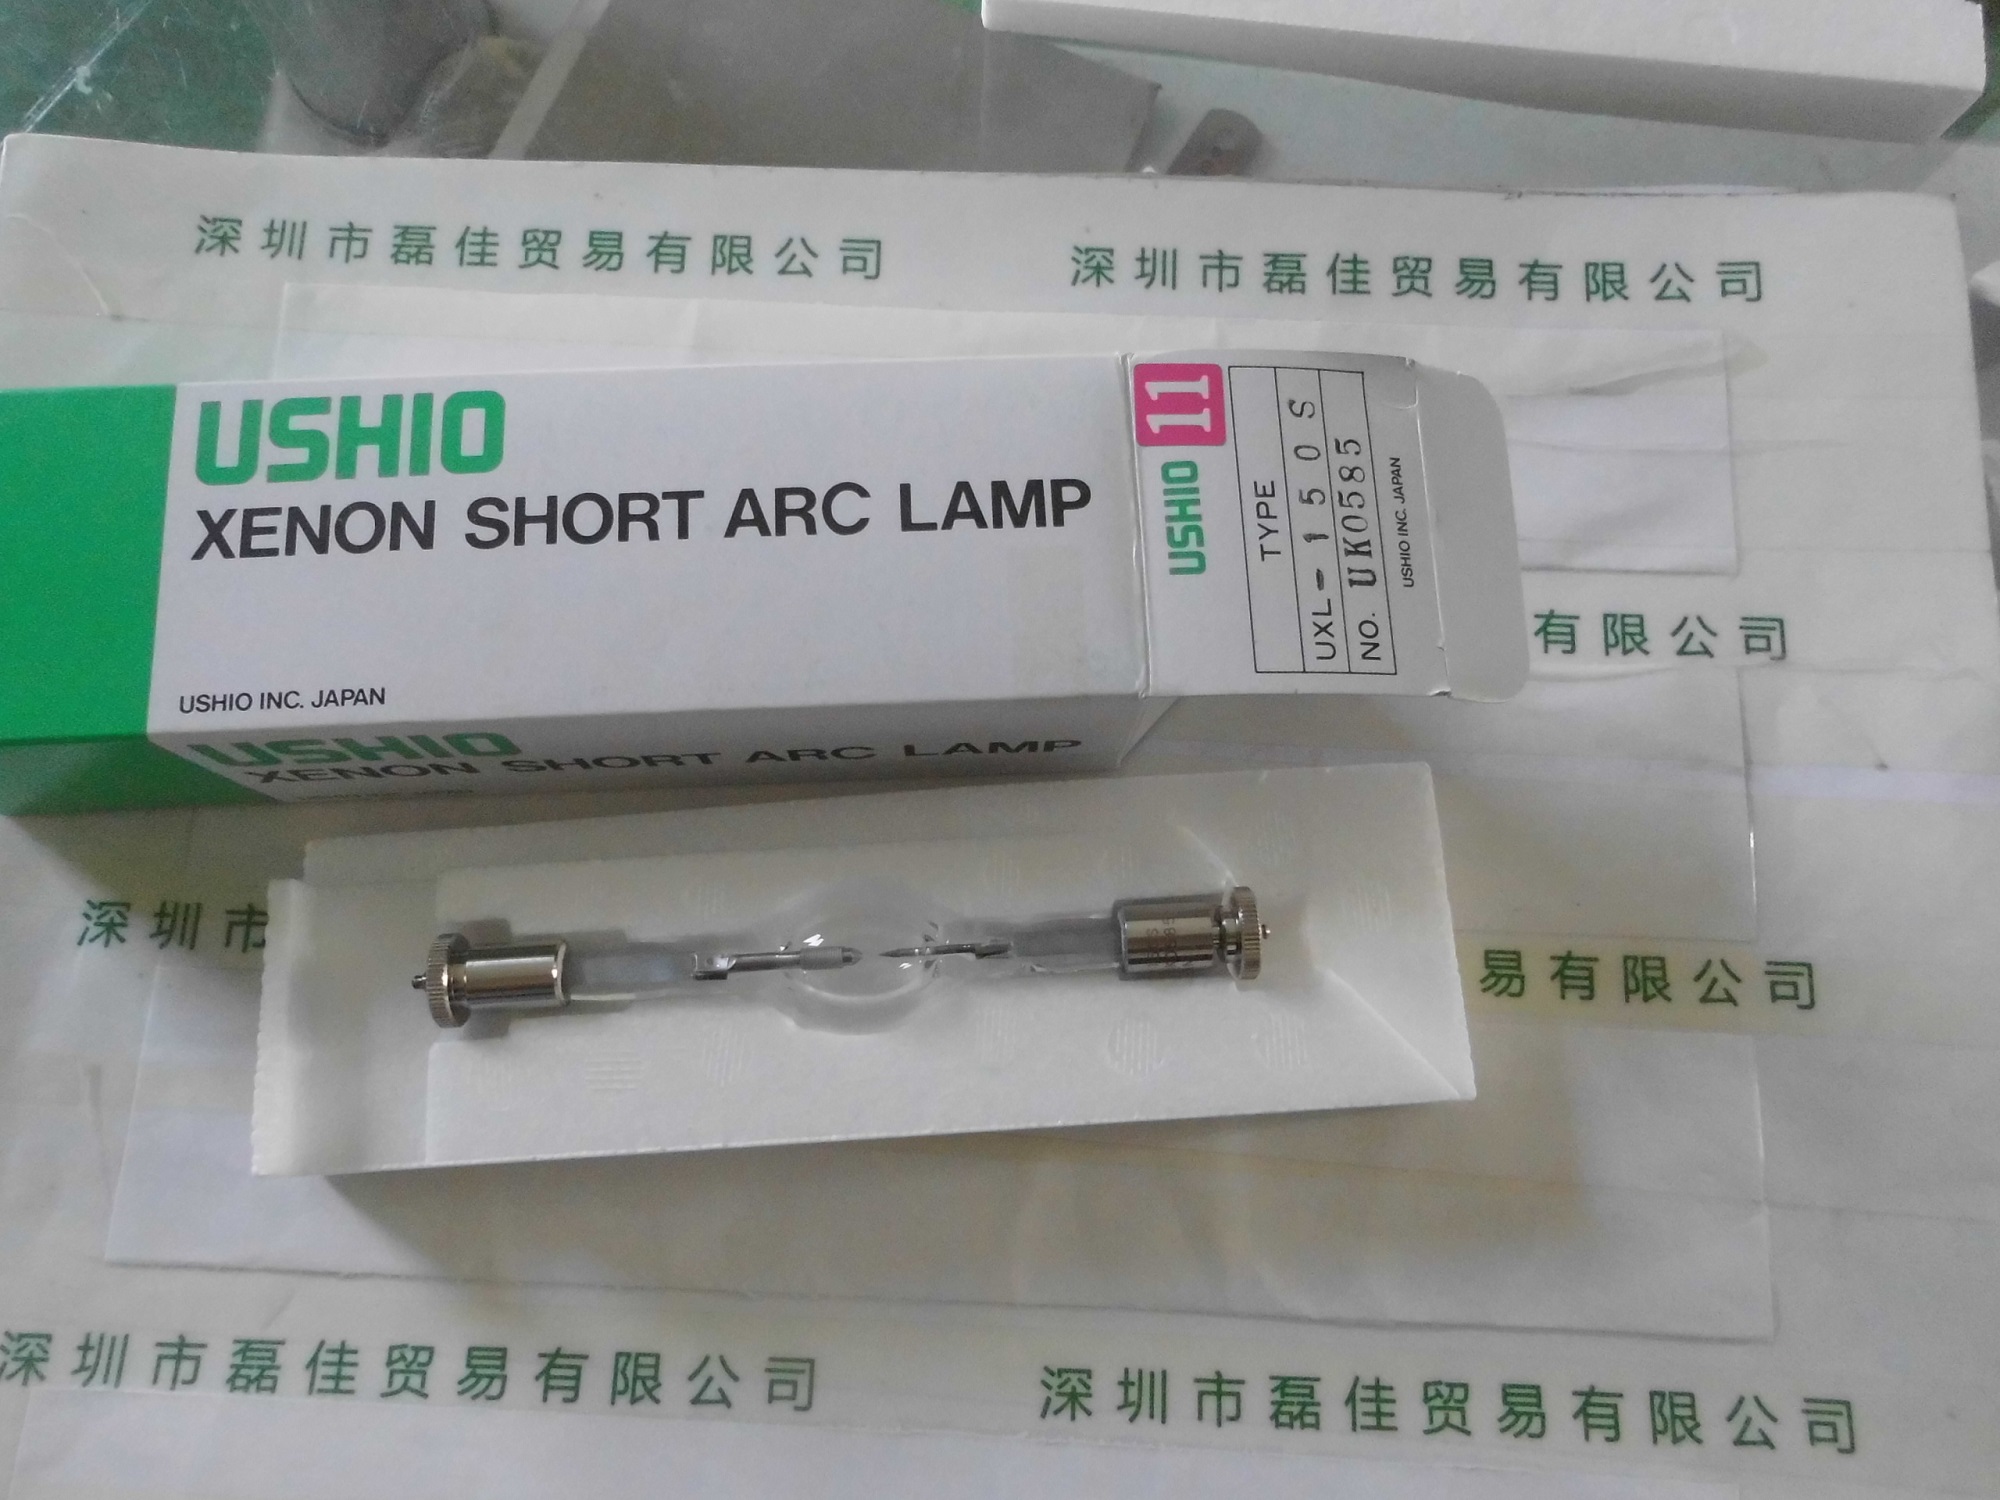 深圳市磊佳贸易有限公司 深圳市磊佳贸易有限公司
USHIO
XENON SHORT ARC LAMP
USHIO INC. JAPAN
USHIO
XENON SHORT ARC LAMP
USHIO 11
TYPE
UXL-150S
NO. UK0585
USHIO INC. JAPAN
有限公司
深圳市
易有限公司
深圳市磊佳贸易有限公司 深圳市磊佳贸易有限公司